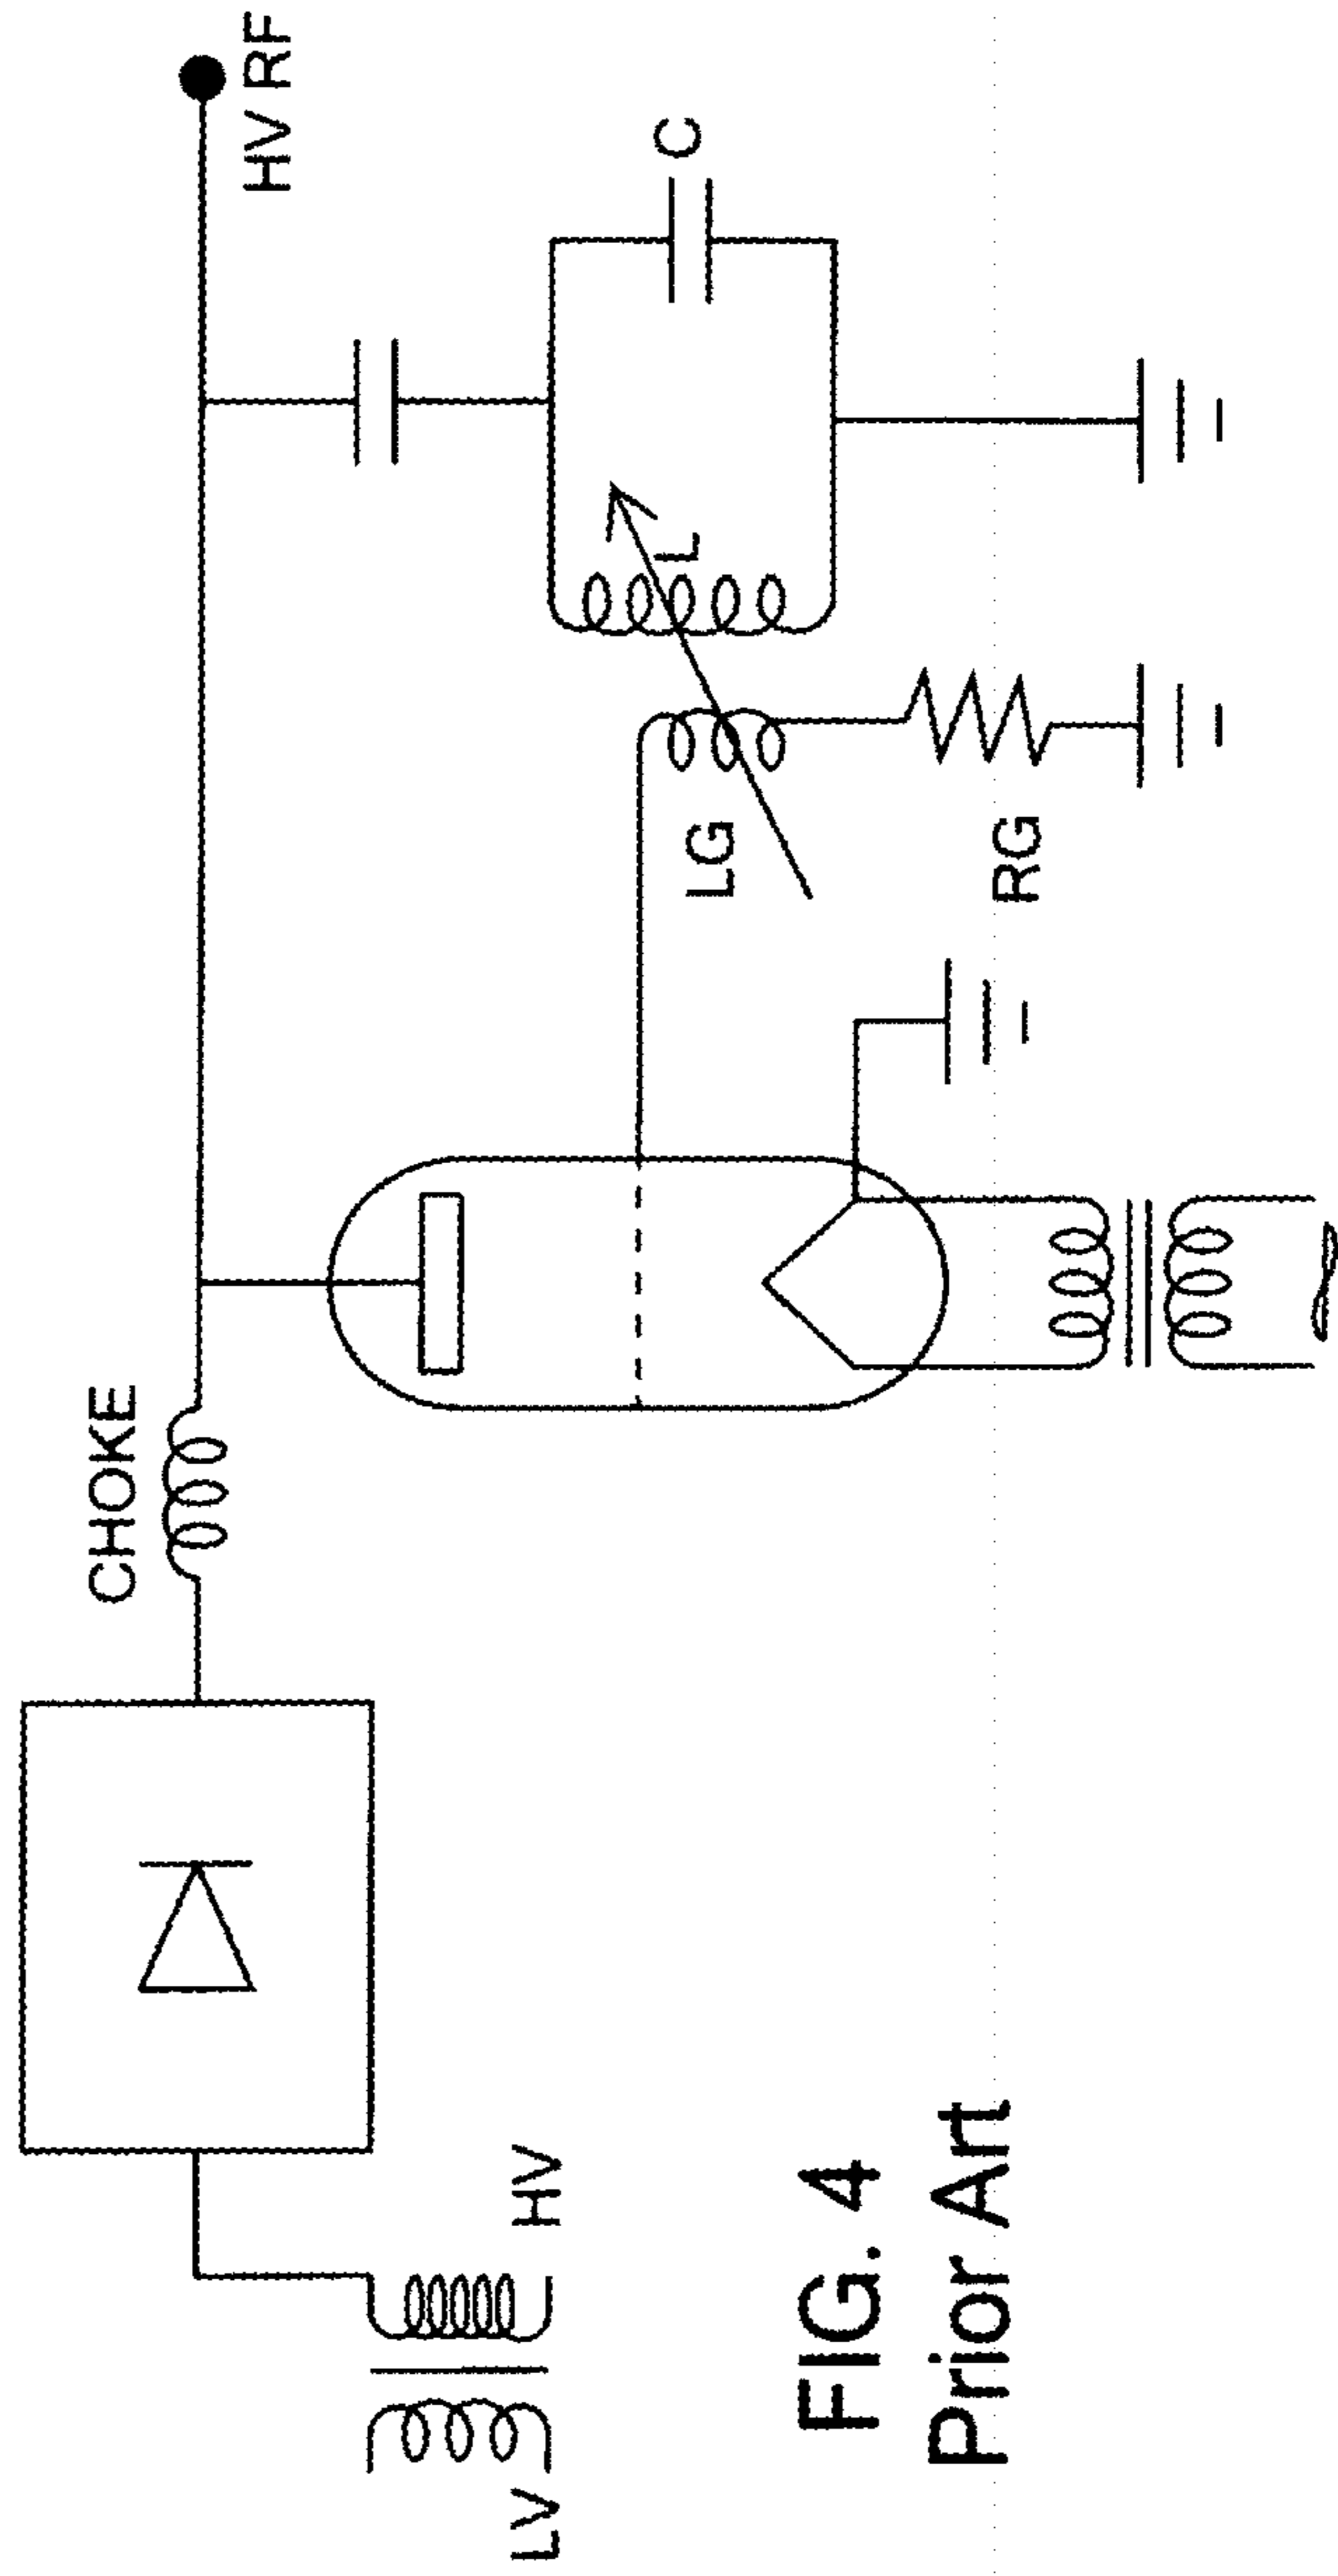 LV
HV
CHOKE
LG
RG
L
C
HV RF
FIG. 4
Prior Art